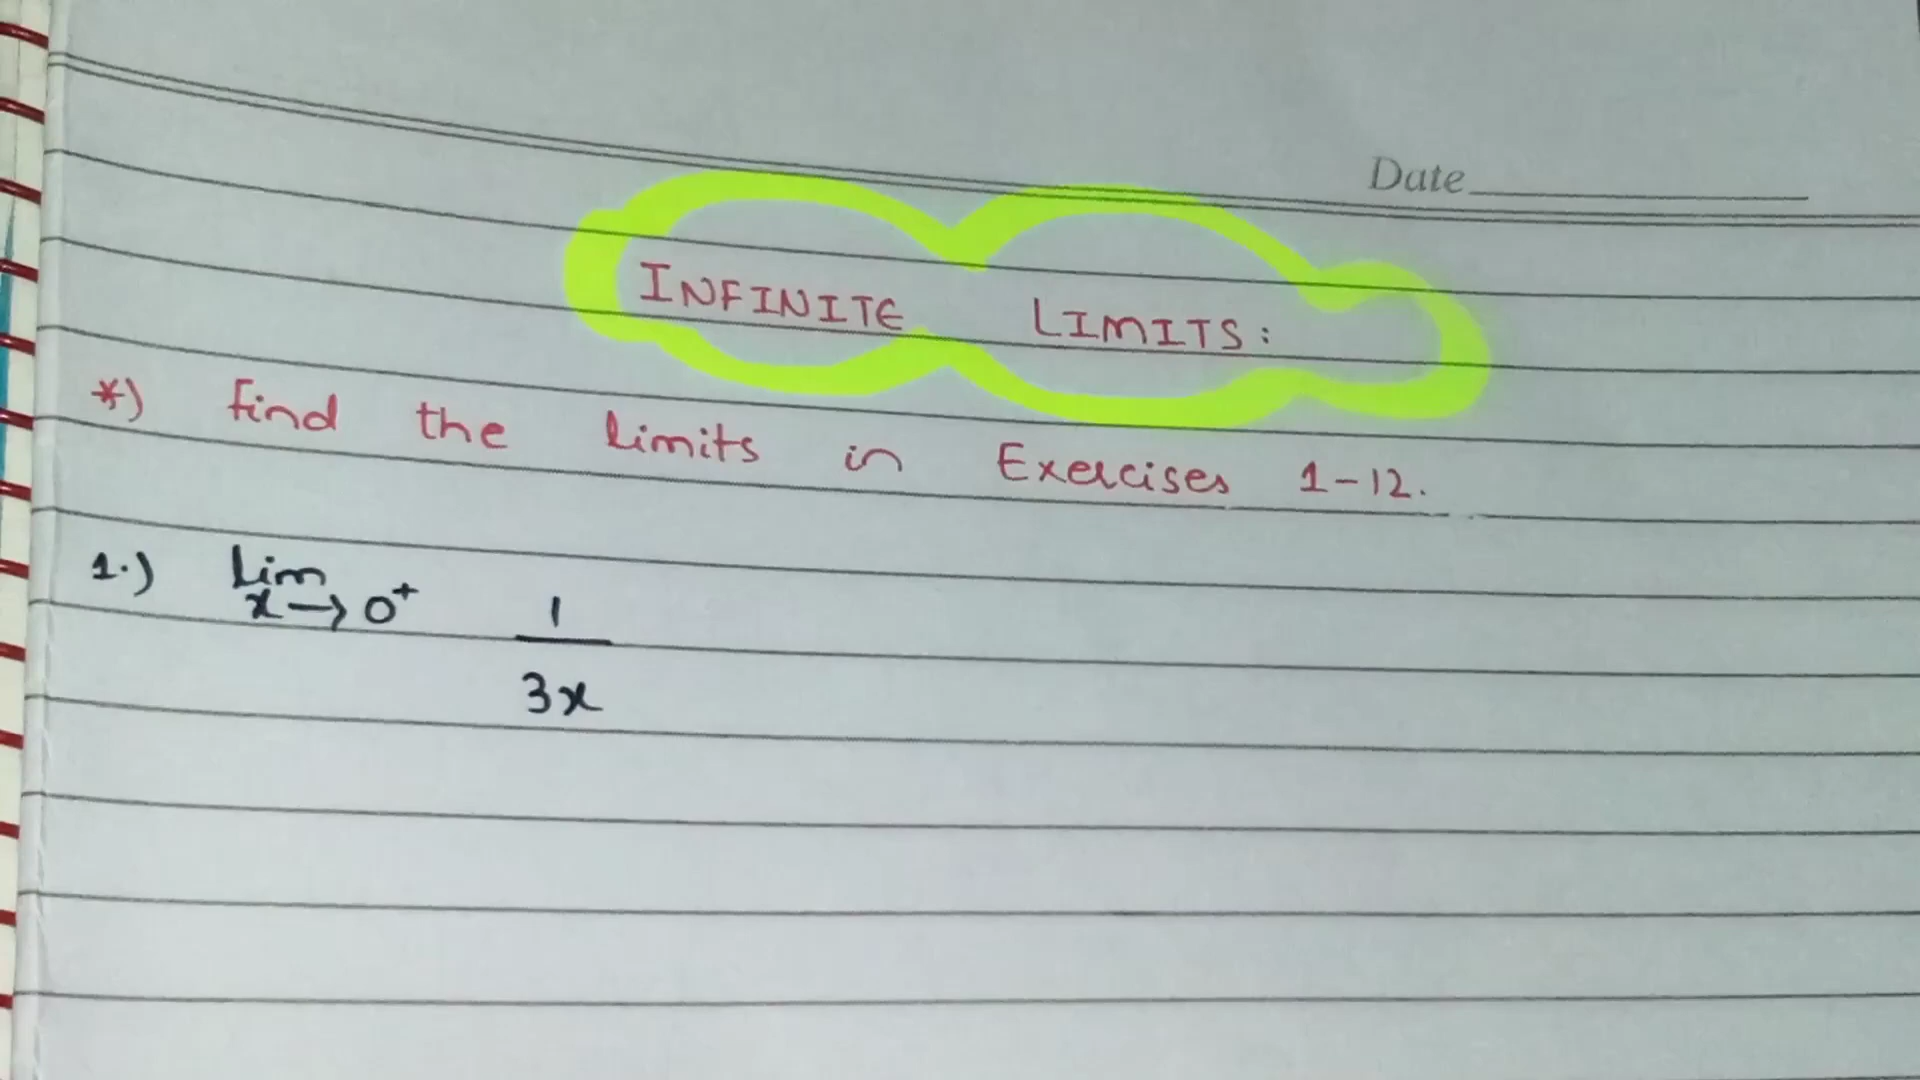 Date
INFINITE LIMITS:
*) find the limits in Exercises 1-12.
1.) Lim x→0⁺ 1/3x